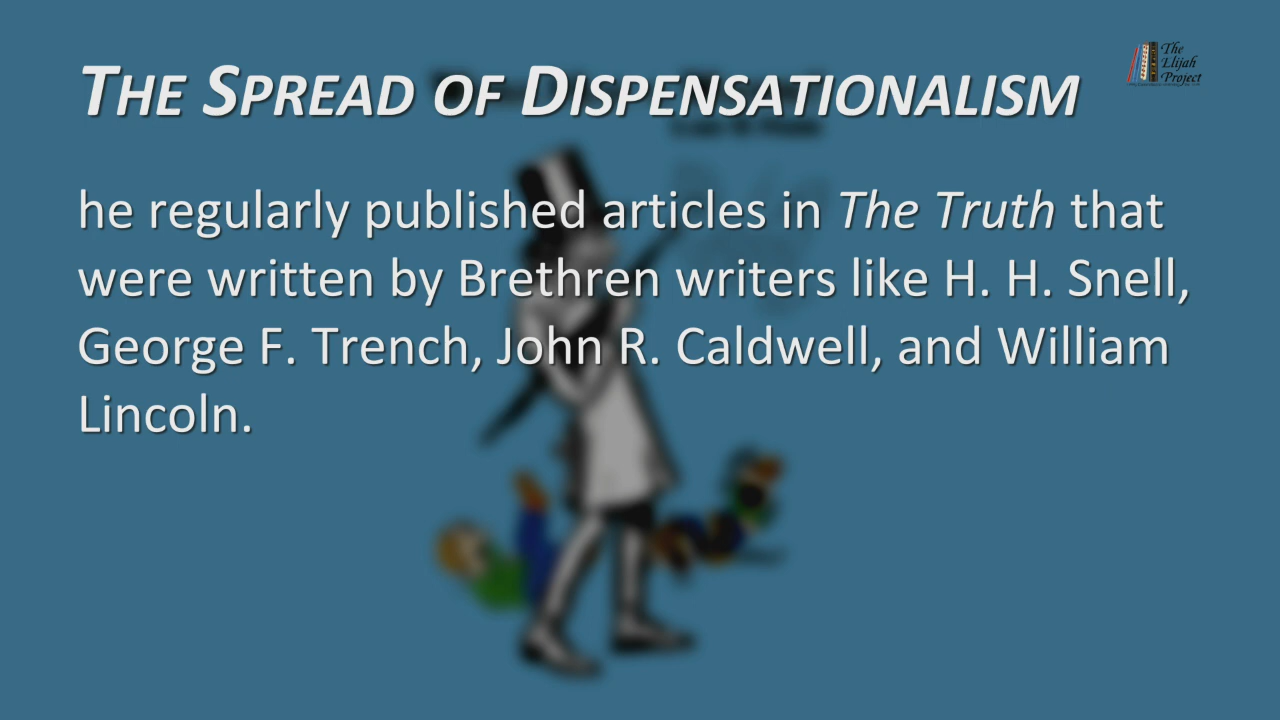 THE SPREAD OF DISPENSATIONALISM
The
Llijah
Project
he regularly published articles in The Truth that
were written by Brethren writers like H. H. Snell,
George F. Trench, John R. Caldwell, and William
Lincoln.